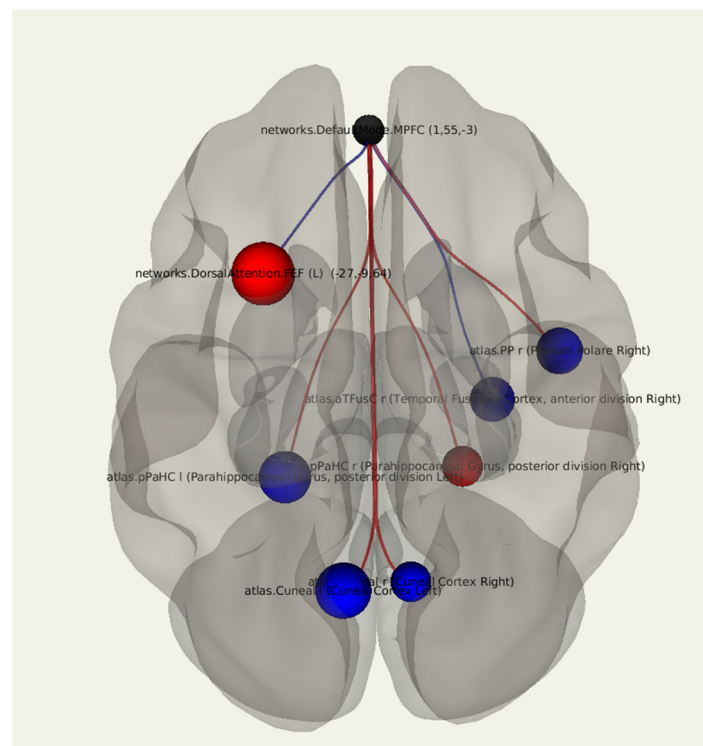 networks.DefaultMode.MPFC (1,55,-3)
networks.DorsalAttention.FEF (L) (-27,-9,64)
atlas.PP r (Planum Polare Right)
atlas.aTFusC r (Temporal Fusiform Cortex, anterior division Right)
pPaHC r (Parahippocampal Gyrus, posterior division Right)
atlas.pPaHC l (Parahippocampal Gyrus, posterior division Left)
r (Cuneal Cortex Right)
atlas.Cuneal l (Cuneal Cortex Left)